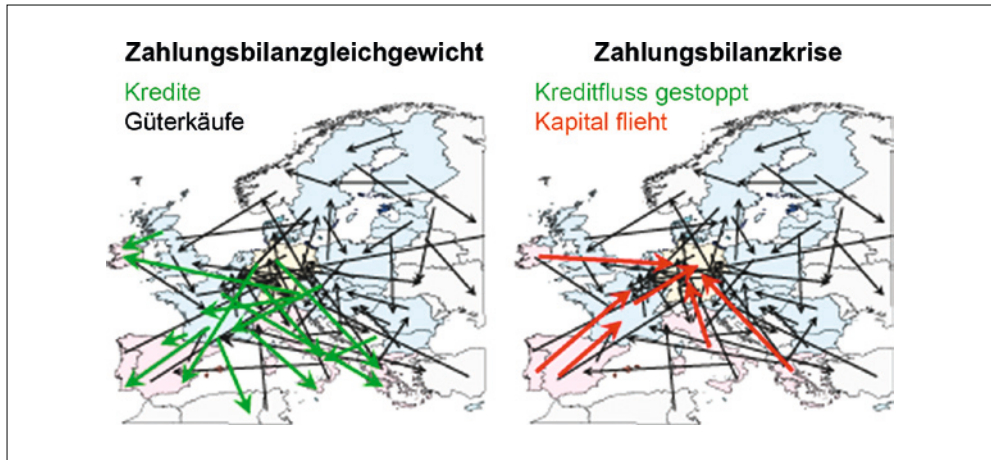 Zahlungsbilanzgleichgewicht
Kredite
Güterkäufe
Zahlungsbilanzkrise
Kreditfluss gestoppt
Kapital flieht